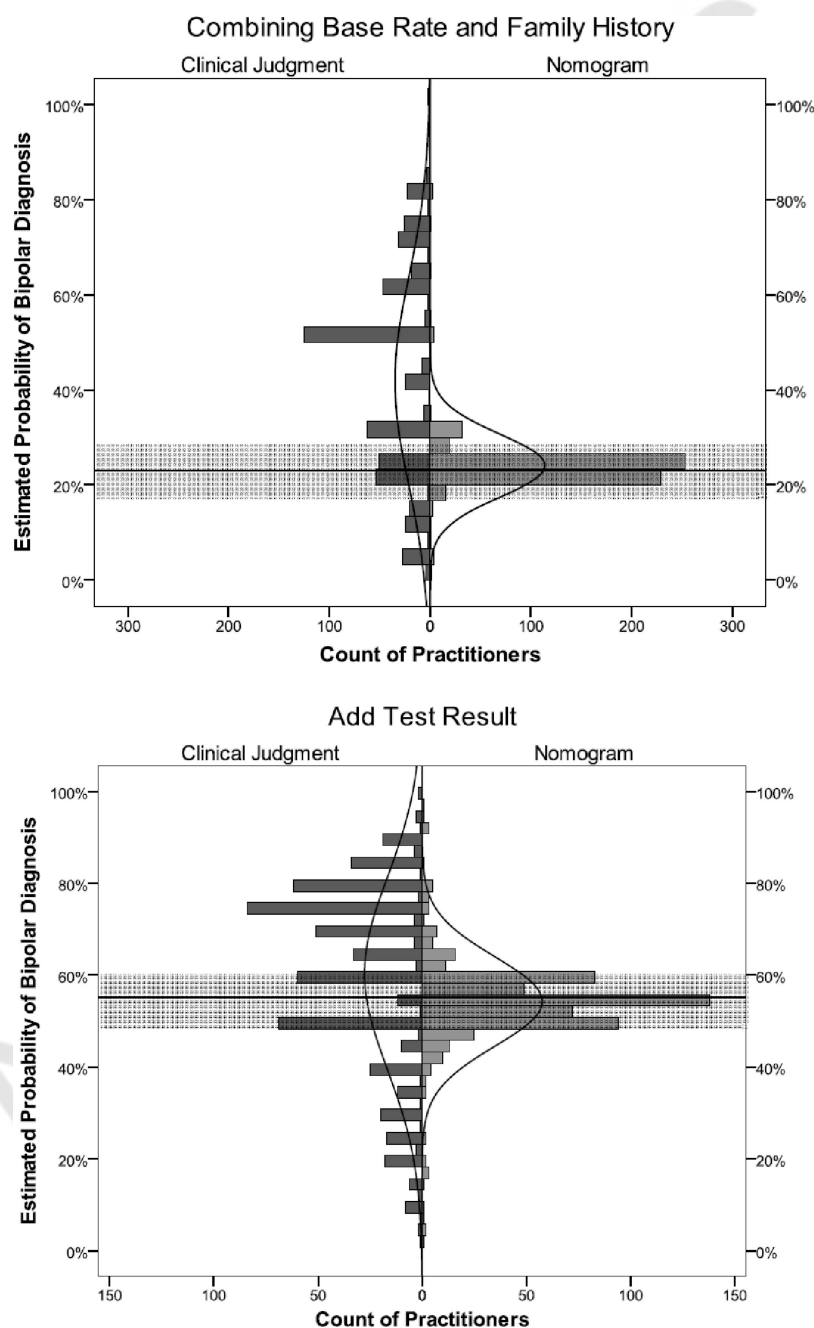 Combining Base Rate and Family History
Clinical Judgment Nomogram
Estimated Probability of Bipolar Diagnosis
100% 100%
80% 80%
60% 60%
40% 40%
20% 20%
0% 0%
300 200 100 0 100 200 300
Count of Practitioners
Add Test Result
Clinical Judgment Nomogram
Estimated Probability of Bipolar Diagnosis
100% 100%
80% 80%
60% 60%
40% 40%
20% 20%
0% 0%
150 100 50 0 50 100 150
Count of Practitioners